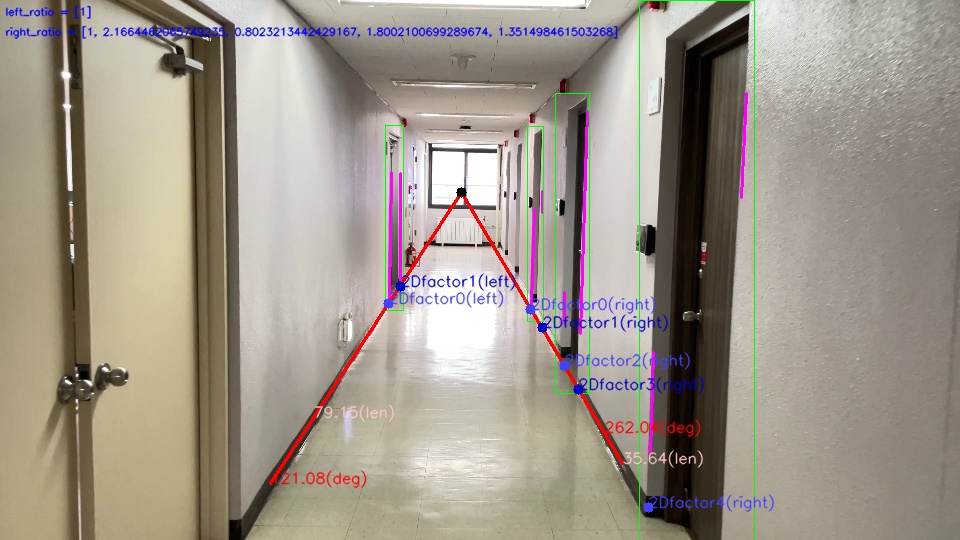 left_ratio = [1]
right_ratio = [1, 2.1664462065749235, 0.8023213442429167, 1.8002100699289674, 1.351498461503268]
2Dfactor1(left)
2Dfactor0(left)
2Dfactor0(right)
2Dfactor1(right)
2Dfactor2(right)
2Dfactor3(right)
79.15(len)
262.04(deg)
35.64(len)
121.08(deg)
2Dfactor4(right)